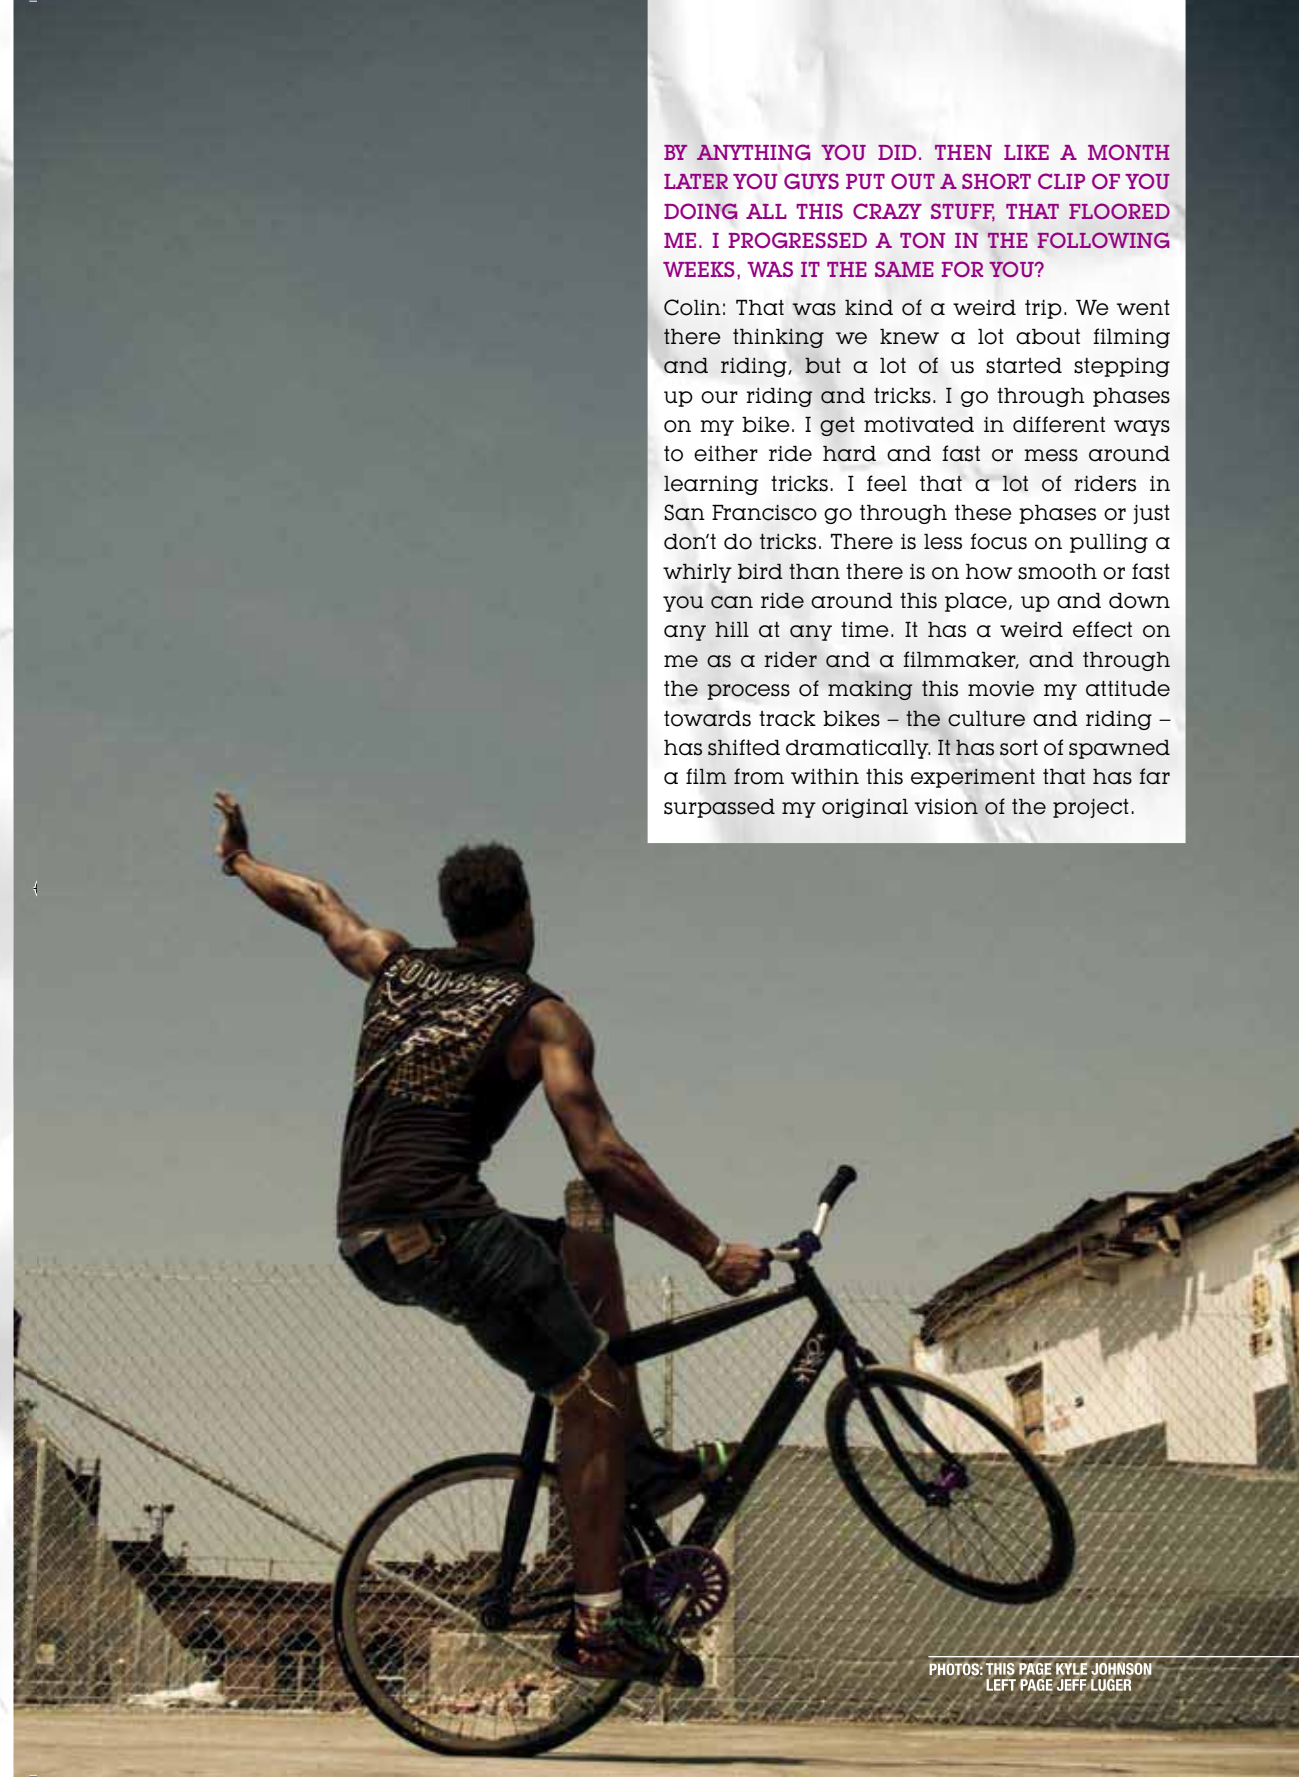 BY ANYTHING YOU DID. THEN LIKE A MONTH
LATER YOU GUYS PUT OUT A SHORT CLIP OF YOU
DOING ALL THIS CRAZY STUFF, THAT FLOORED
ME. I PROGRESSED A TON IN THE FOLLOWING
WEEKS, WAS IT THE SAME FOR YOU?
Colin: That was kind of a weird trip. We went
there thinking we knew a lot about filming
and riding, but a lot of us started stepping
up our riding and tricks. I go through phases
on my bike. I get motivated in different ways
to either ride hard and fast or mess around
learning tricks. I feel that a lot of riders in
San Francisco go through these phases or just
don't do tricks. There is less focus on pulling a
whirly bird than there is on how smooth or fast
you can ride around this place, up and down
any hill at any time. It has a weird effect on
me as a rider and a filmmaker, and through
the process of making this movie my attitude
towards track bikes – the culture and riding –
has shifted dramatically. It has sort of spawned
a film from within this experiment that has far
surpassed my original vision of the project.
PHOTOS: THIS PAGE KYLE JOHNSON
LEFT PAGE JEFF LUGER